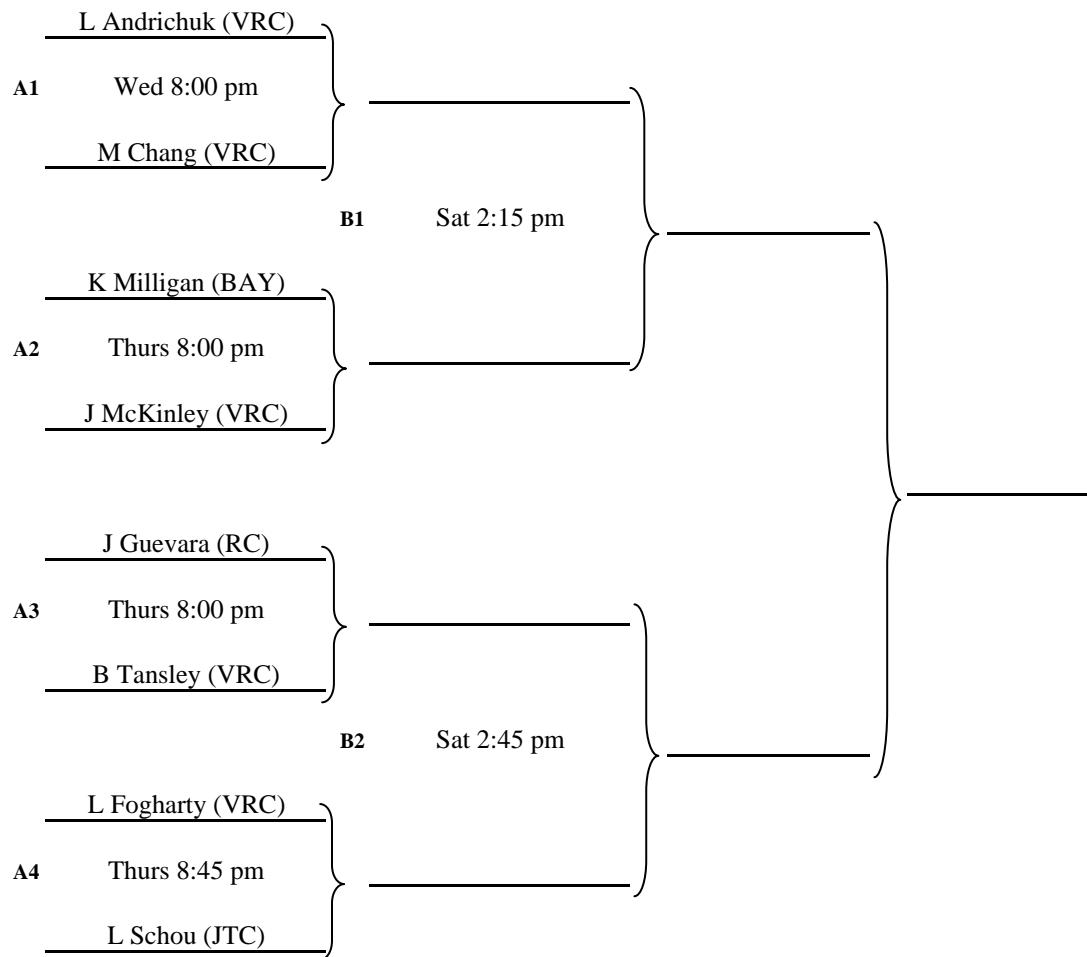 L Andrichuk (VRC)
A1 Wed 8:00 pm
M Chang (VRC)
B1 Sat 2:15 pm
K Milligan (BAY)
A2 Thurs 8:00 pm
J McKinley (VRC)
J Guevara (RC)
A3 Thurs 8:00 pm
B Tansley (VRC)
B2 Sat 2:45 pm
L Fogharty (VRC)
A4 Thurs 8:45 pm
L Schou (JTC)